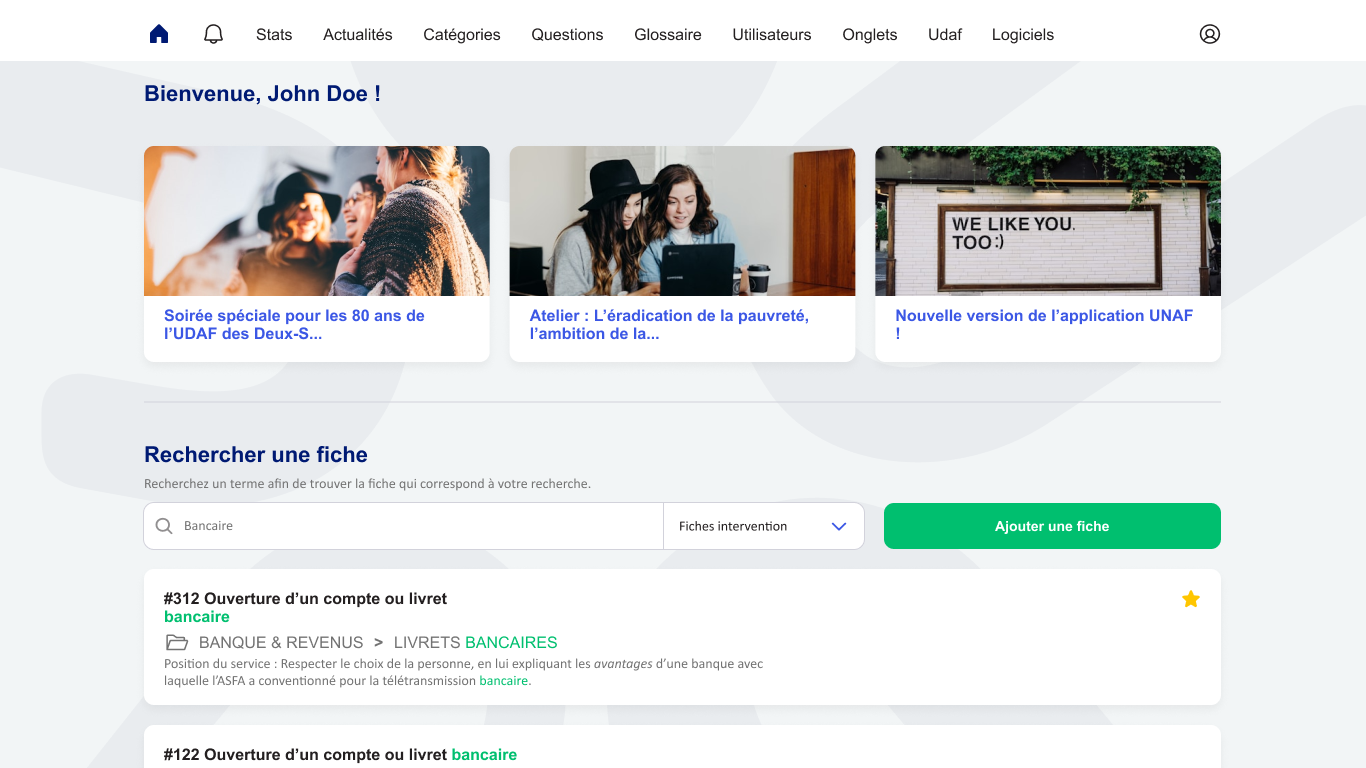 Stats Actualités Catégories Questions Glossaire Utilisateurs Onglets Udaf Logiciels
Bienvenue, John Doe !
WE LIKE YOU.
TOO :)
Soirée spéciale pour les 80 ans de
l’UDAF des Deux-S...
Atelier : L’éradication de la pauvreté,
l’ambition de la...
Nouvelle version de l’application UNAF
!
Rechercher une fiche
Recherchez un terme afin de trouver la fiche qui correspond à votre recherche.
Bancaire
Fiches intervention
Ajouter une fiche
#312 Ouverture d’un compte ou livret
bancaire
BANQUE & REVENUS > LIVRETS BANCAIRES
Position du service : Respecter le choix de la personne, en lui expliquant les avantages d’une banque avec
laquelle l’ASFA a conventionné pour la télétransmission bancaire.
#122 Ouverture d’un compte ou livret bancaire